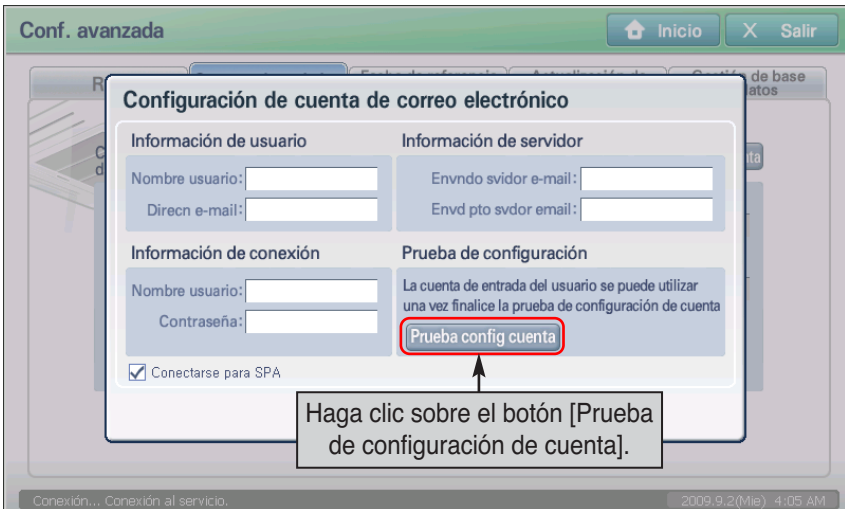 Conf. avanzada
Inicio
X Salir
de base
datos
Configuración de cuenta de correo electrónico
Información de usuario
Nombre usuario:
Direcn e-mail:
Información de servidor
Envndo svidor e-mail:
Envd pto svdor email:
Información de conexión
Nombre usuario:
Contraseña:
Prueba de configuración
La cuenta de entrada del usuario se puede utilizar
una vez finalice la prueba de configuración de cuenta
Prueba config cuenta
Conectarse para SPA
Haga clic sobre el botón [Prueba
de configuración de cuenta].
Conexión... Conexión al servicio.
2009.9.2(Mie) 4:05 AM